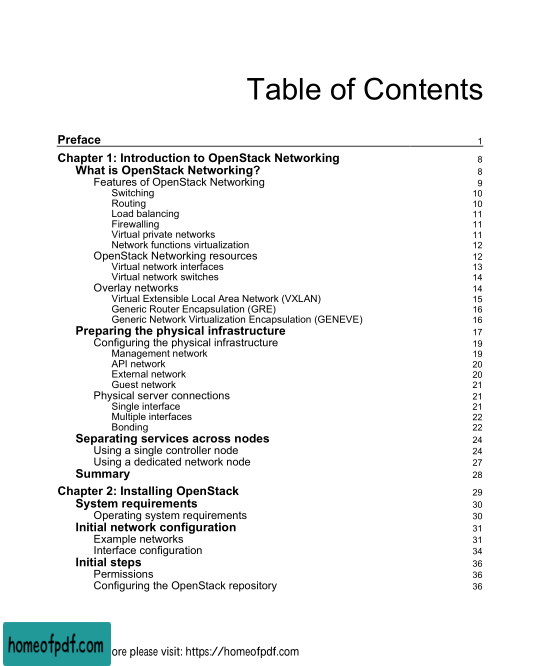 Table of Contents
Preface 1
Chapter 1: Introduction to OpenStack Networking 8
What is OpenStack Networking? 8
Features of OpenStack Networking 9
Switching 10
Routing 10
Load balancing 11
Firewalling 11
Virtual private networks 11
Network functions virtualization 12
OpenStack Networking resources 12
Virtual network interfaces 13
Virtual network switches 14
Overlay networks 14
Virtual Extensible Local Area Network (VXLAN) 15
Generic Router Encapsulation (GRE) 16
Generic Network Virtualization Encapsulation (GENEVE) 16
Preparing the physical infrastructure 17
Configuring the physical infrastructure 19
Management network 19
API network 20
External network 20
Guest network 21
Physical server connections 21
Single interface 21
Multiple interfaces 22
Bonding 22
Separating services across nodes 24
Using a single controller node 24
Using a dedicated network node 27
Summary 28
Chapter 2: Installing OpenStack 29
System requirements 30
Operating system requirements 30
Initial network configuration 31
Example networks 31
Interface configuration 34
Initial steps 36
Permissions 36
Configuring the OpenStack repository 36
homeofpdf.com ore please visit: https://homeofpdf.com